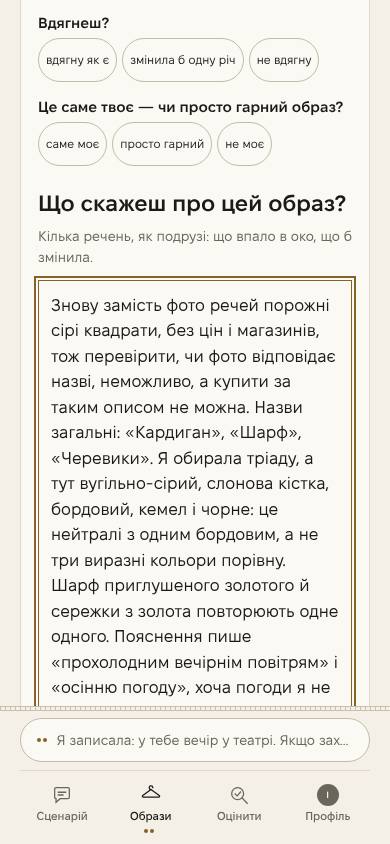 Вдягнеш?
вдягну як є
змінила б одну річ
не вдягну
Це саме твоє — чи просто гарний образ?
саме моє
просто гарний
не моє
Що скажеш про цей образ?
Кілька речень, як подрузі: що впало в око, що б
змінила.
Знову замість фото речей порожні
сірі квадрати, без цін і магазинів,
тож перевірити, чи фото відповідає
назві, неможливо, а купити за
таким описом не можна. Назви
загальні: «Кардиган», «Шарф»,
«Черевики». Я обирала тріаду, а
тут вугільно-сірий, слонова кістка,
бордовий, кемел і чорне: це
нейтралі з одним бордовим, а не
три виразні кольори порівну.
Шарф приглушеного золотого й
сережки з золота повторюють одне
одного. Пояснення пише
«прохолодним вечірнім повітрям» і
«осінню погоду», хоча погоди я не
Я записала: у тебе вечір у театрі. Якщо зах...
Сценарій
Образи
Оцінити
І
Профіль